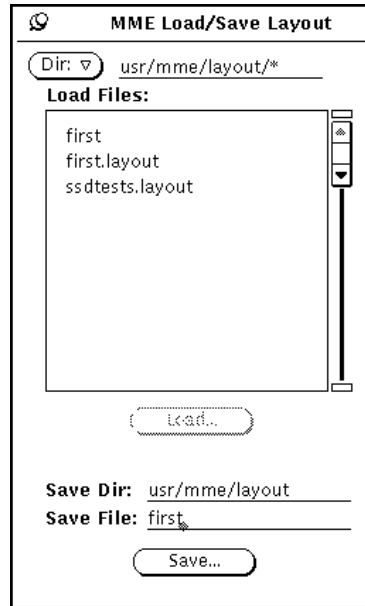 MME Load/Save Layout
Dir: usr/mme/layout/*
Load Files:
first
first.layout
ssdtests.layout
Load...
Save Dir: usr/mme/layout
Save File: first
Save...